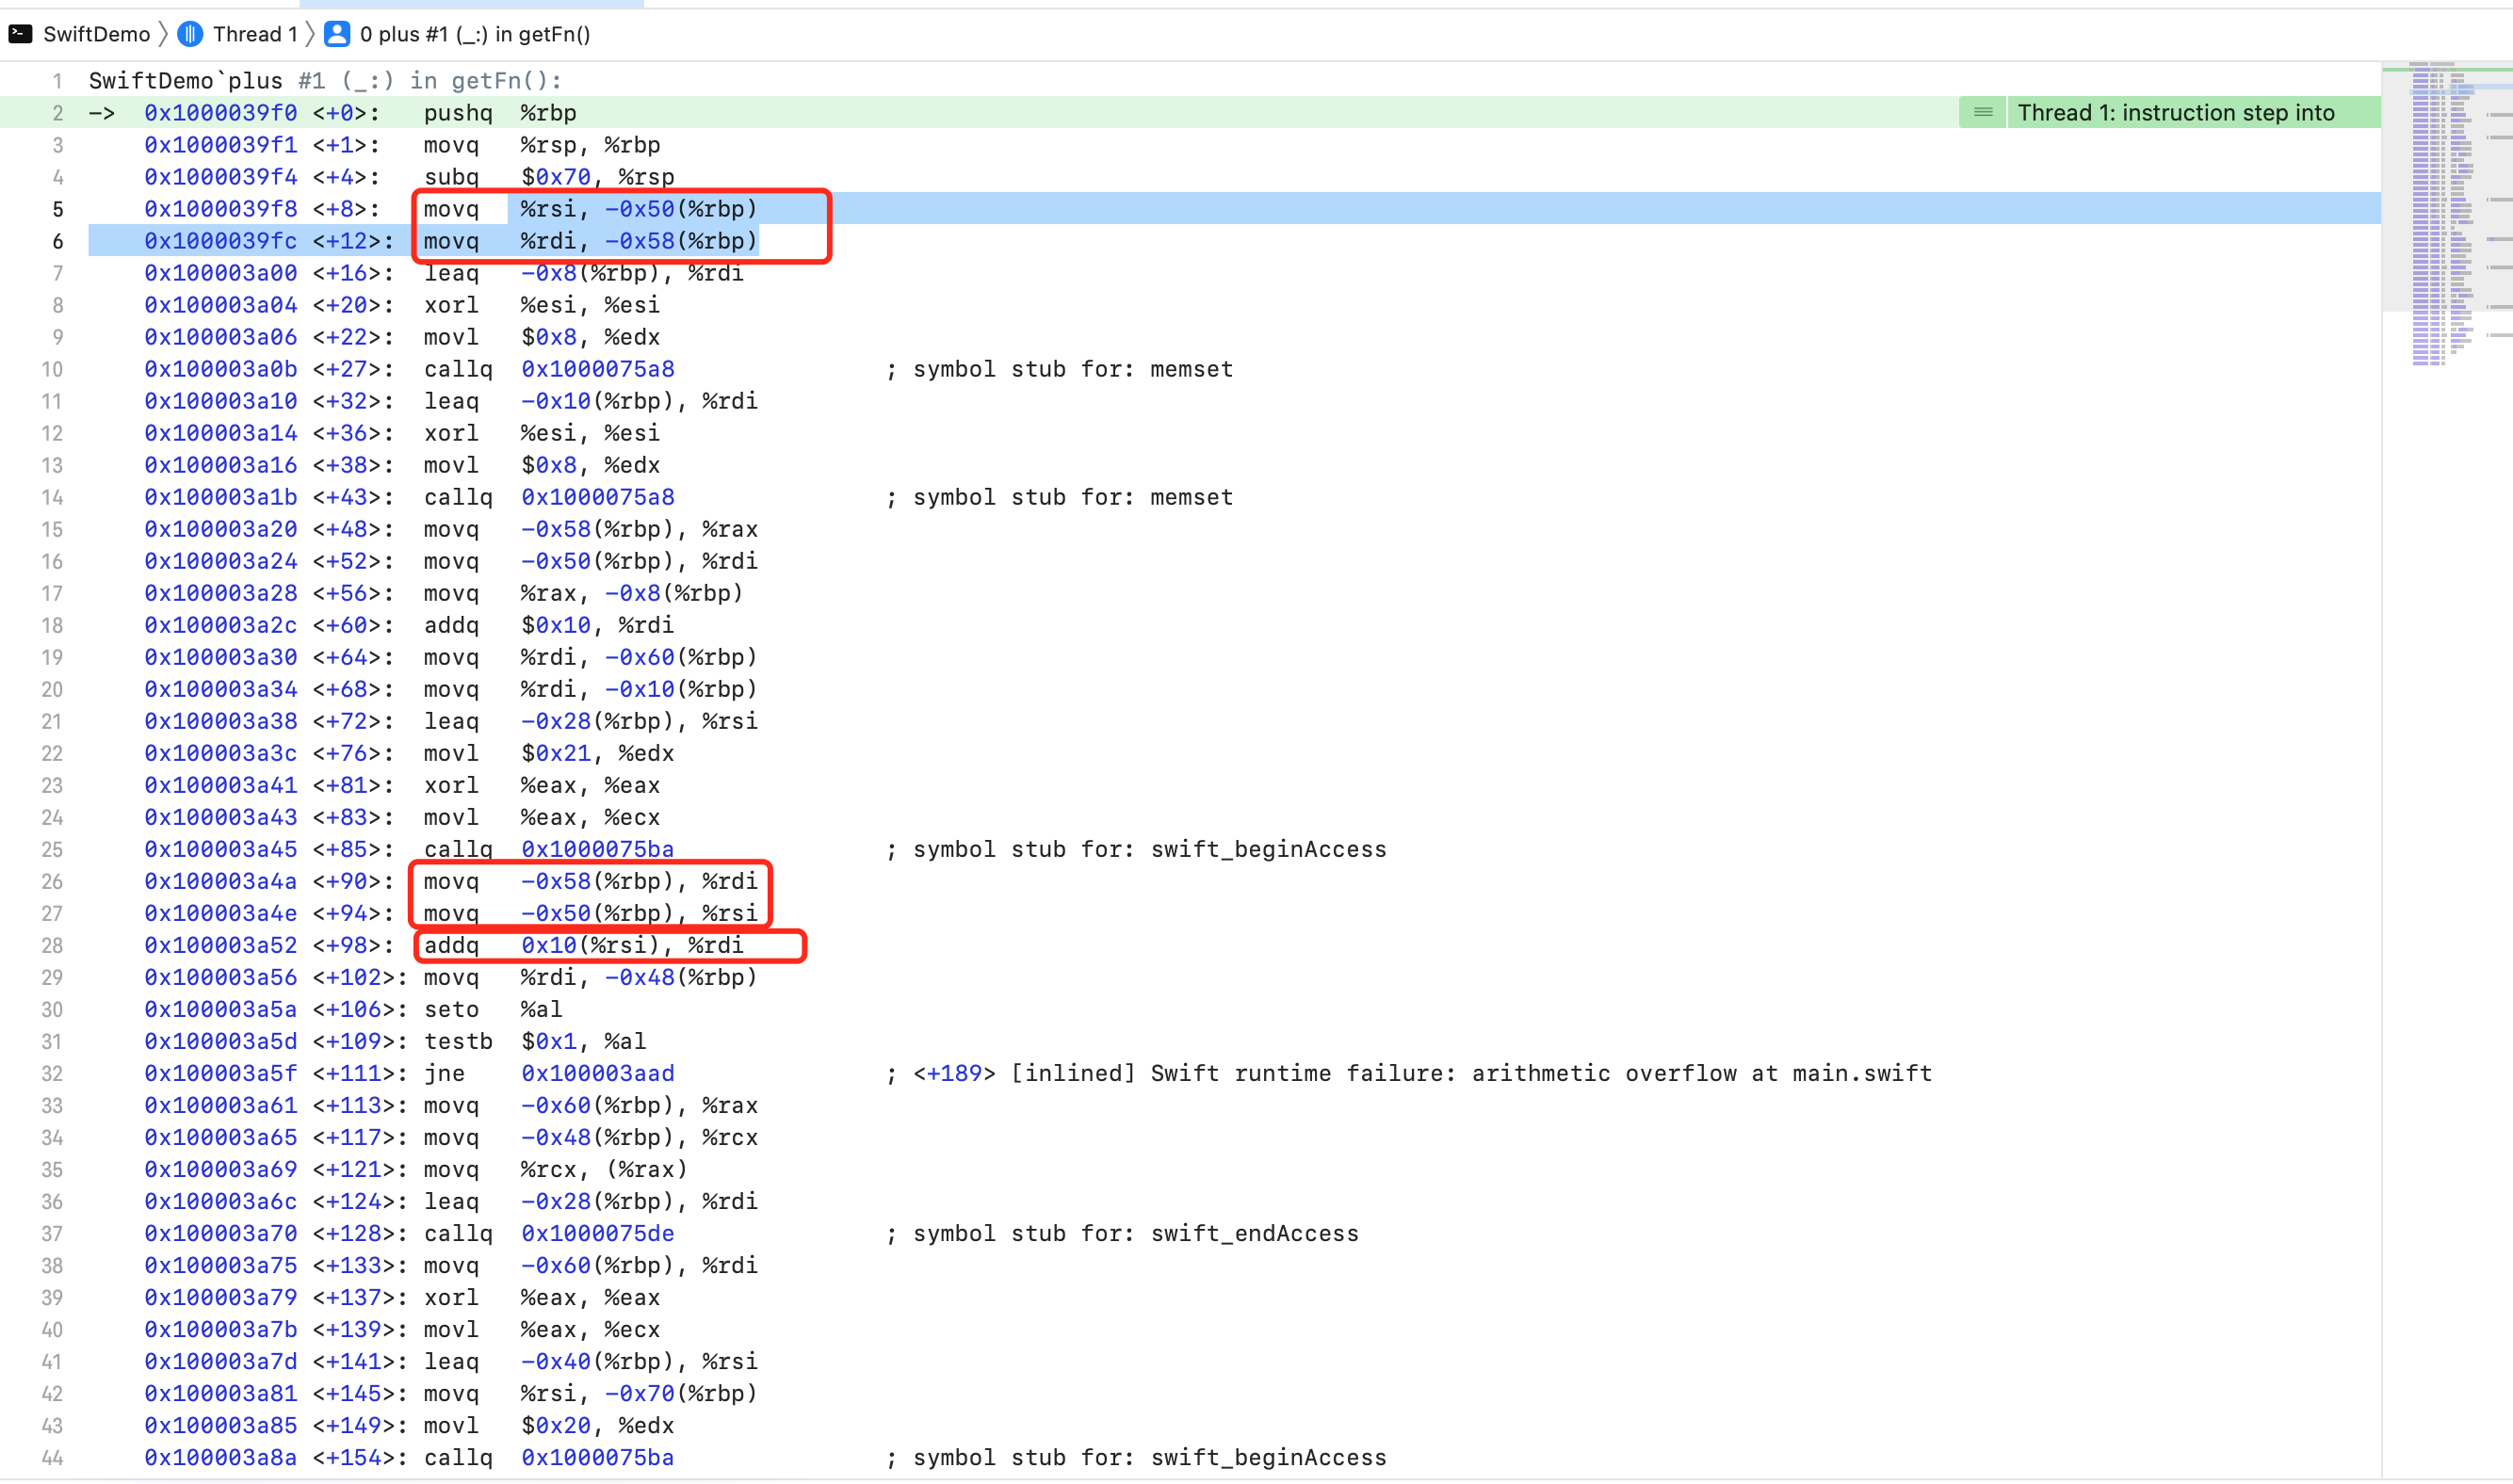 SwiftDemo 〉 Thread 1 〉 0 plus #1 (_:) in getFn()
1 SwiftDemo`plus #1 (_:) in getFn():
2 -> 0x1000039f0 <+0>: pushq %rbp Thread 1: instruction step into
3 0x1000039f1 <+1>: movq %rsp, %rbp
4 0x1000039f4 <+4>: subq $0x70, %rsp
5 0x1000039f8 <+8>: movq %rsi, -0x50(%rbp)
6 0x1000039fc <+12>: movq %rdi, -0x58(%rbp)
7 0x100003a00 <+16>: leaq -0x8(%rbp), %rdi
8 0x100003a04 <+20>: xorl %esi, %esi
9 0x100003a06 <+22>: movl $0x8, %edx
10 0x100003a0b <+27>: callq 0x1000075a8 ; symbol stub for: memset
11 0x100003a10 <+32>: leaq -0x10(%rbp), %rdi
12 0x100003a14 <+36>: xorl %esi, %esi
13 0x100003a16 <+38>: movl $0x8, %edx
14 0x100003a1b <+43>: callq 0x1000075a8 ; symbol stub for: memset
15 0x100003a20 <+48>: movq -0x58(%rbp), %rax
16 0x100003a24 <+52>: movq -0x50(%rbp), %rdi
17 0x100003a28 <+56>: movq %rax, -0x8(%rbp)
18 0x100003a2c <+60>: addq $0x10, %rdi
19 0x100003a30 <+64>: movq %rdi, -0x60(%rbp)
20 0x100003a34 <+68>: movq %rdi, -0x10(%rbp)
21 0x100003a38 <+72>: leaq -0x28(%rbp), %rsi
22 0x100003a3c <+76>: movl $0x21, %edx
23 0x100003a41 <+81>: xorl %eax, %eax
24 0x100003a43 <+83>: movl %eax, %ecx
25 0x100003a45 <+85>: callq 0x1000075ba ; symbol stub for: swift_beginAccess
26 0x100003a4a <+90>: movq -0x58(%rbp), %rdi
27 0x100003a4e <+94>: movq -0x50(%rbp), %rsi
28 0x100003a52 <+98>: addq 0x10(%rsi), %rdi
29 0x100003a56 <+102>: movq %rdi, -0x48(%rbp)
30 0x100003a5a <+106>: seto %al
31 0x100003a5d <+109>: testb $0x1, %al
32 0x100003a5f <+111>: jne 0x100003aad ; <+189> [inlined] Swift runtime failure: arithmetic overflow at main.swift
33 0x100003a61 <+113>: movq -0x60(%rbp), %rax
34 0x100003a65 <+117>: movq -0x48(%rbp), %rcx
35 0x100003a69 <+121>: movq %rcx, (%rax)
36 0x100003a6c <+124>: leaq -0x28(%rbp), %rdi
37 0x100003a70 <+128>: callq 0x1000075de ; symbol stub for: swift_endAccess
38 0x100003a75 <+133>: movq -0x60(%rbp), %rdi
39 0x100003a79 <+137>: xorl %eax, %eax
40 0x100003a7b <+139>: movl %eax, %ecx
41 0x100003a7d <+141>: leaq -0x40(%rbp), %rsi
42 0x100003a81 <+145>: movq %rsi, -0x70(%rbp)
43 0x100003a85 <+149>: movl $0x20, %edx
44 0x100003a8a <+154>: callq 0x1000075ba ; symbol stub for: swift_beginAccess